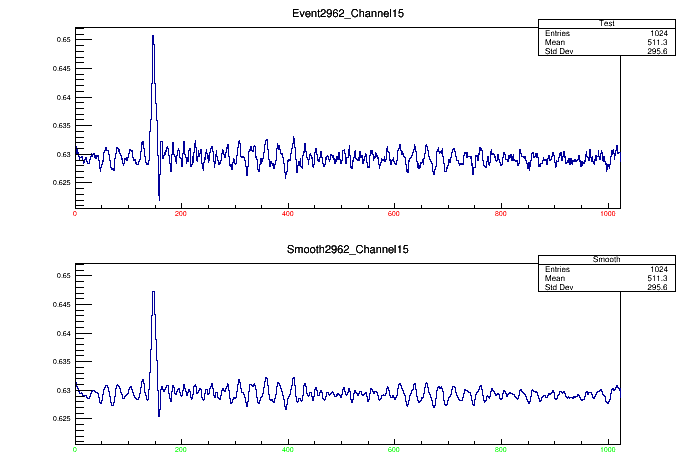 Event2962_Channel15
Test
Entries 1024
Mean 511.3
Std Dev 295.6
0.65
0.645
0.64
0.635
0.63
0.625
0 200 400 600 800 1000
Smooth2962_Channel15
Smooth
Entries 1024
Mean 511.3
Std Dev 295.6
0.65
0.645
0.64
0.635
0.63
0.625
0 200 400 600 800 1000